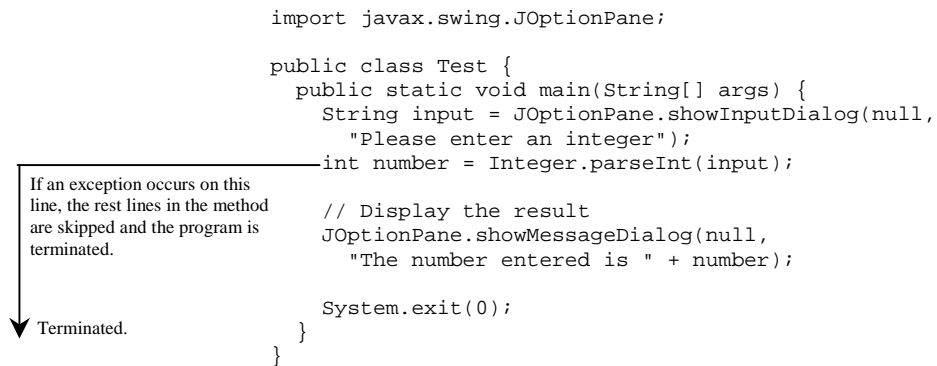 import javax.swing.JOptionPane;
public class Test {
public static void main(String[] args) {
String input = JOptionPane.showInputDialog(null,
"Please enter an integer");
int number = Integer.parseInt(input);
If an exception occurs on this
line, the rest lines in the method
are skipped and the program is
terminated.
// Display the result
JOptionPane.showMessageDialog(null,
"The number entered is " + number);
System.exit(0);
Terminated.
}
}